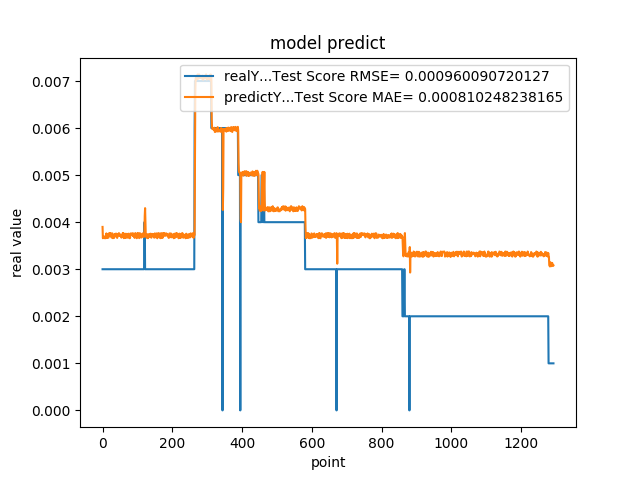 model predict
realY...Test Score RMSE= 0.000960090720127
predictY...Test Score MAE= 0.000810248238165
0.007
0.006
0.005
0.004
0.003
0.002
0.001
0.000
real value
0 200 400 600 800 1000 1200
point